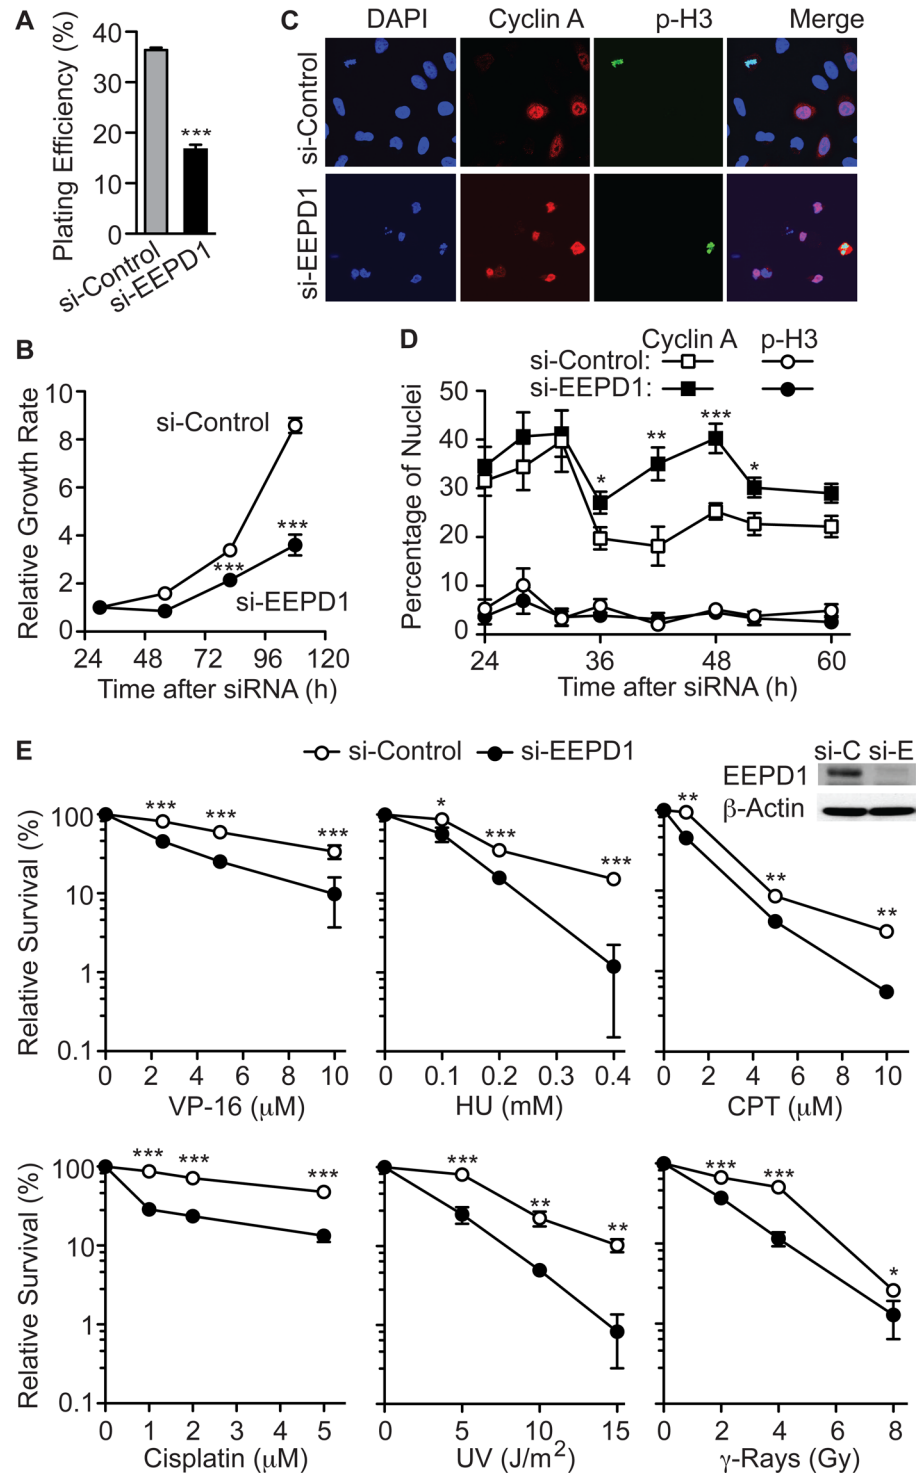 A
Plating Efficiency (%)
40
30
20
10
0
***
si-Control
si-EEPD1
C
DAPI Cyclin A p-H3 Merge
si-Control
si-EEPD1
B
Relative Growth Rate
10
8
6
4
2
0
si-Control
***
***
si-EEPD1
24 48 72 96 120
Time after siRNA (h)
D
Cyclin A p-H3
si-Control:
si-EEPD1:
Percentage of Nuclei
50
40
30
20
10
0
* ** *** *
24 36 48 60
Time after siRNA (h)
E
si-Control si-EEPD1
si-C si-E
EEPD1
β-Actin
Relative Survival (%)
100
10
1
0.1
*** *** ***
0 2 4 6 8 10
VP-16 (μM)
* *** ***
0 0.1 0.2 0.3 0.4
HU (mM)
** ** **
0 2 4 6 8 10
CPT (μM)
Relative Survival (%)
100
10
1
0.1
*** *** ***
0 1 2 3 4 5
Cisplatin (μM)
*** ** **
0 5 10 15
UV (J/m²)
*** *** *
0 2 4 6 8
γ-Rays (Gy)